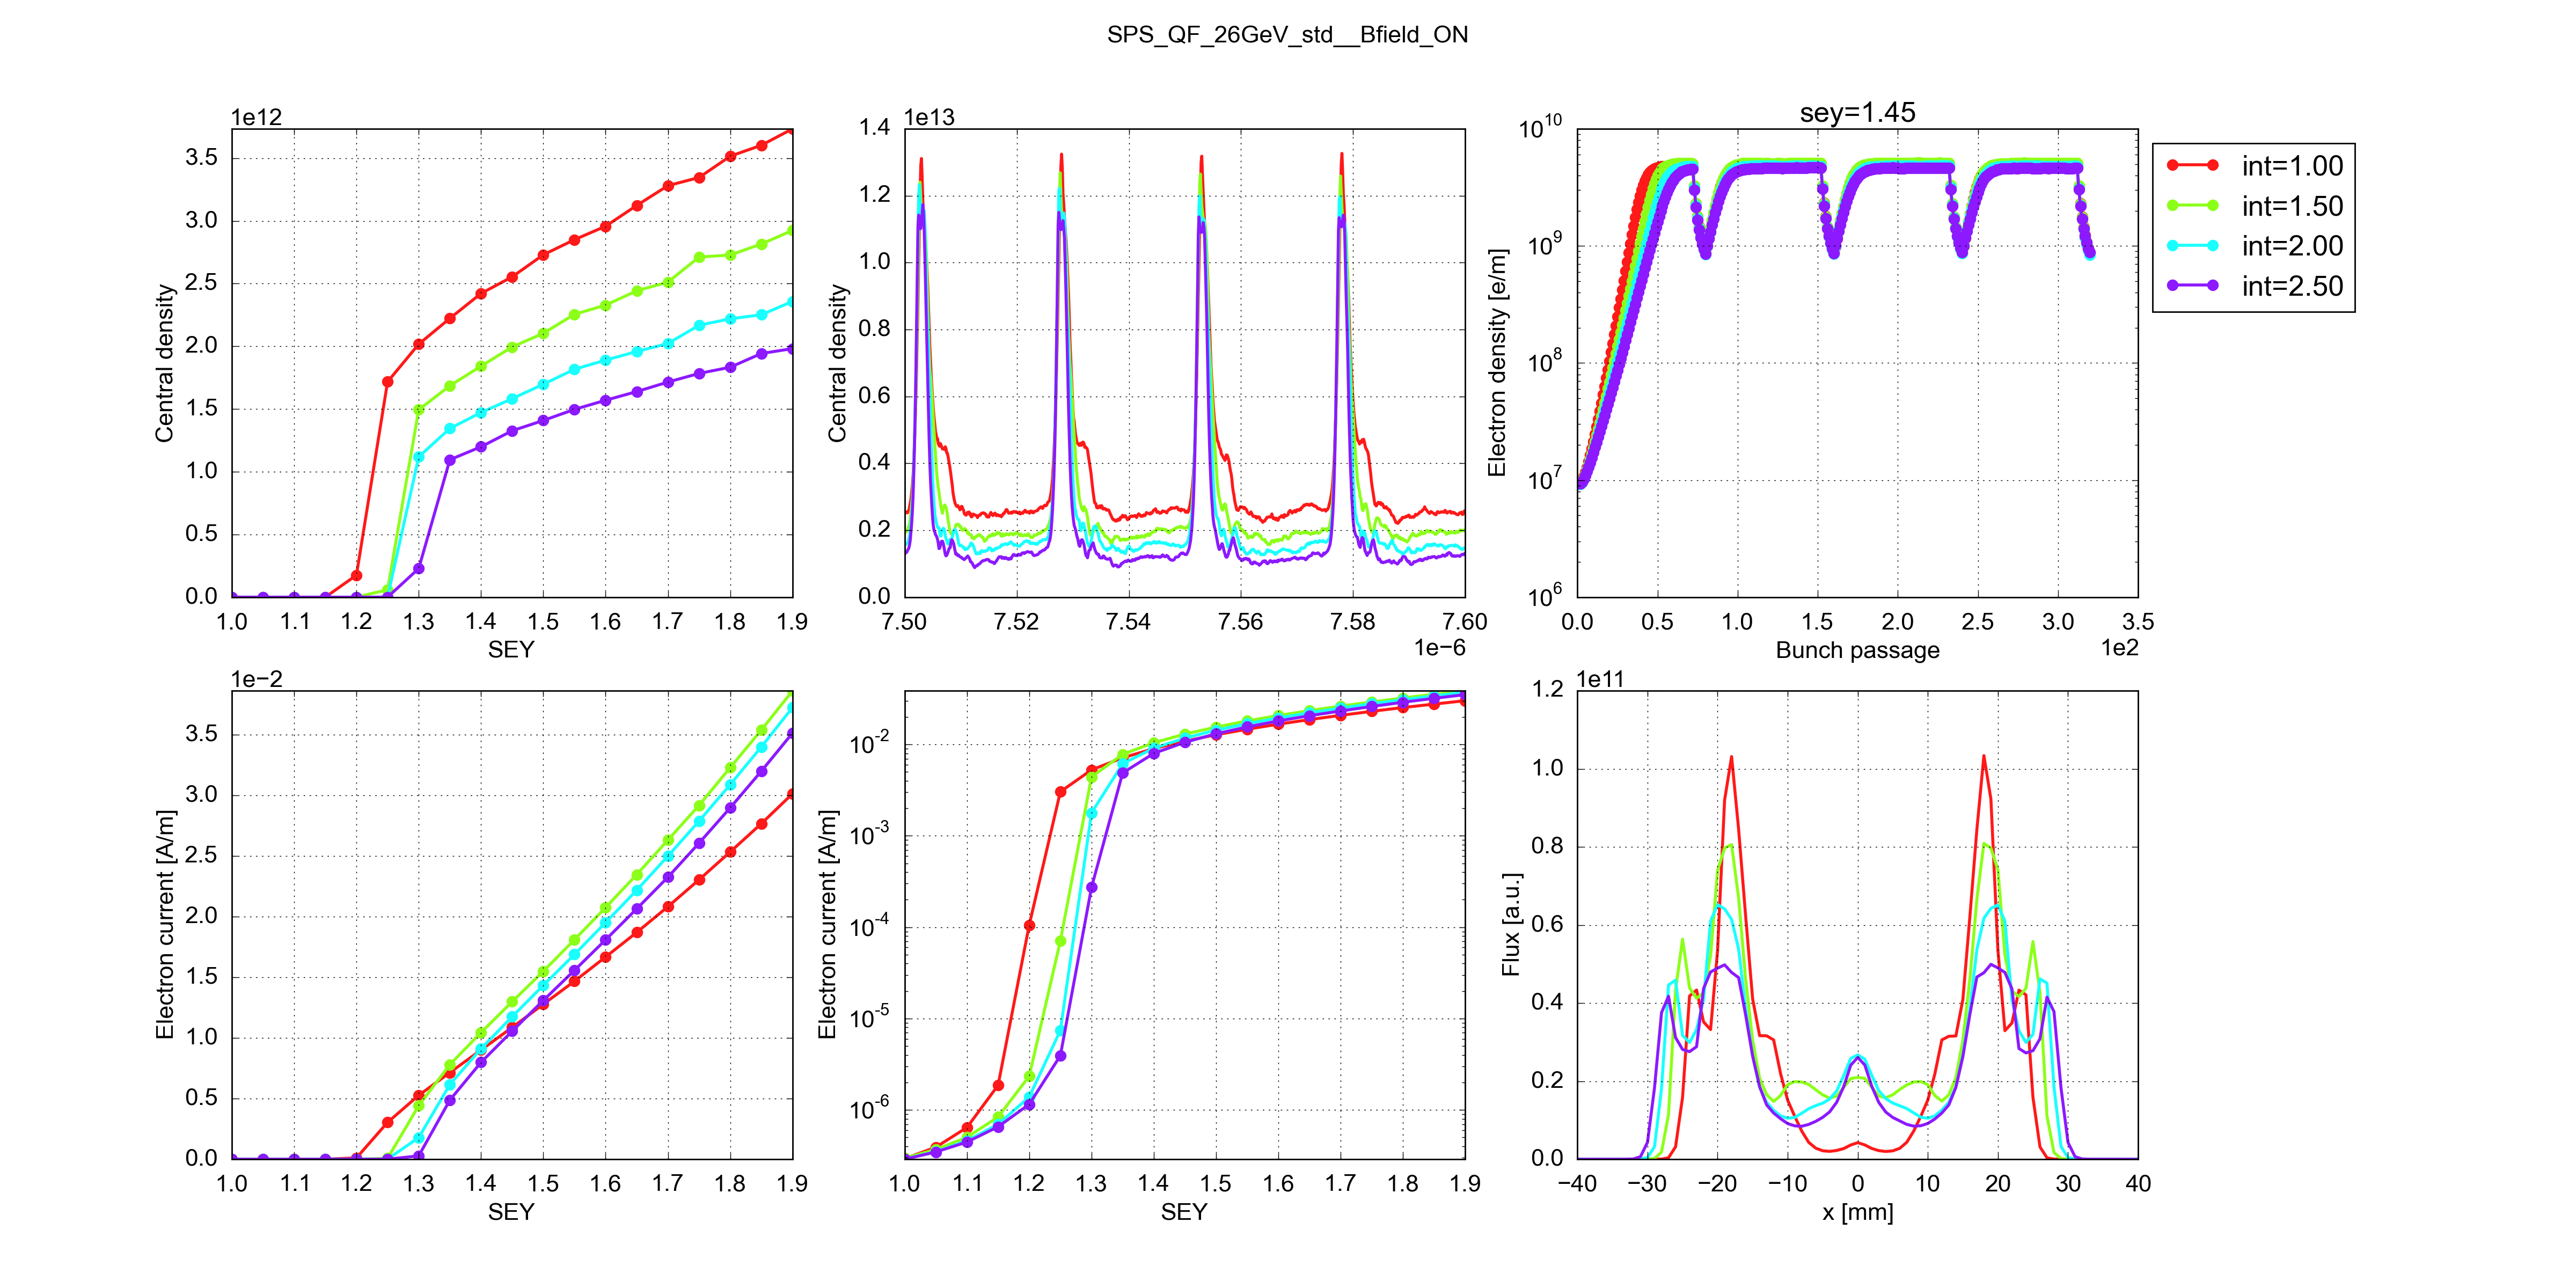 SPS_QF_26GeV_std__Bfield_ON
1e12
3.5
3.0
2.5
2.0
1.5
1.0
0.5
0.0
Central density
1.0 1.1 1.2 1.3 1.4 1.5 1.6 1.7 1.8 1.9
SEY
1e13
1.4
1.2
1.0
0.8
0.6
0.4
0.2
0.0
Central density
7.50 7.52 7.54 7.56 7.58 7.60
1e−6
sey=1.45
10^10
10^9
10^8
10^7
10^6
Electron density [e/m]
0.0 0.5 1.0 1.5 2.0 2.5 3.0 3.5
Bunch passage
1e2
int=1.00
int=1.50
int=2.00
int=2.50
1e−2
3.5
3.0
2.5
2.0
1.5
1.0
0.5
0.0
Electron current [A/m]
1.0 1.1 1.2 1.3 1.4 1.5 1.6 1.7 1.8 1.9
SEY
10^-2
10^-3
10^-4
10^-5
10^-6
Electron current [A/m]
1.0 1.1 1.2 1.3 1.4 1.5 1.6 1.7 1.8 1.9
SEY
1e11
1.2
1.0
0.8
0.6
0.4
0.2
0.0
Flux [a.u.]
−40 −30 −20 −10 0 10 20 30 40
x [mm]